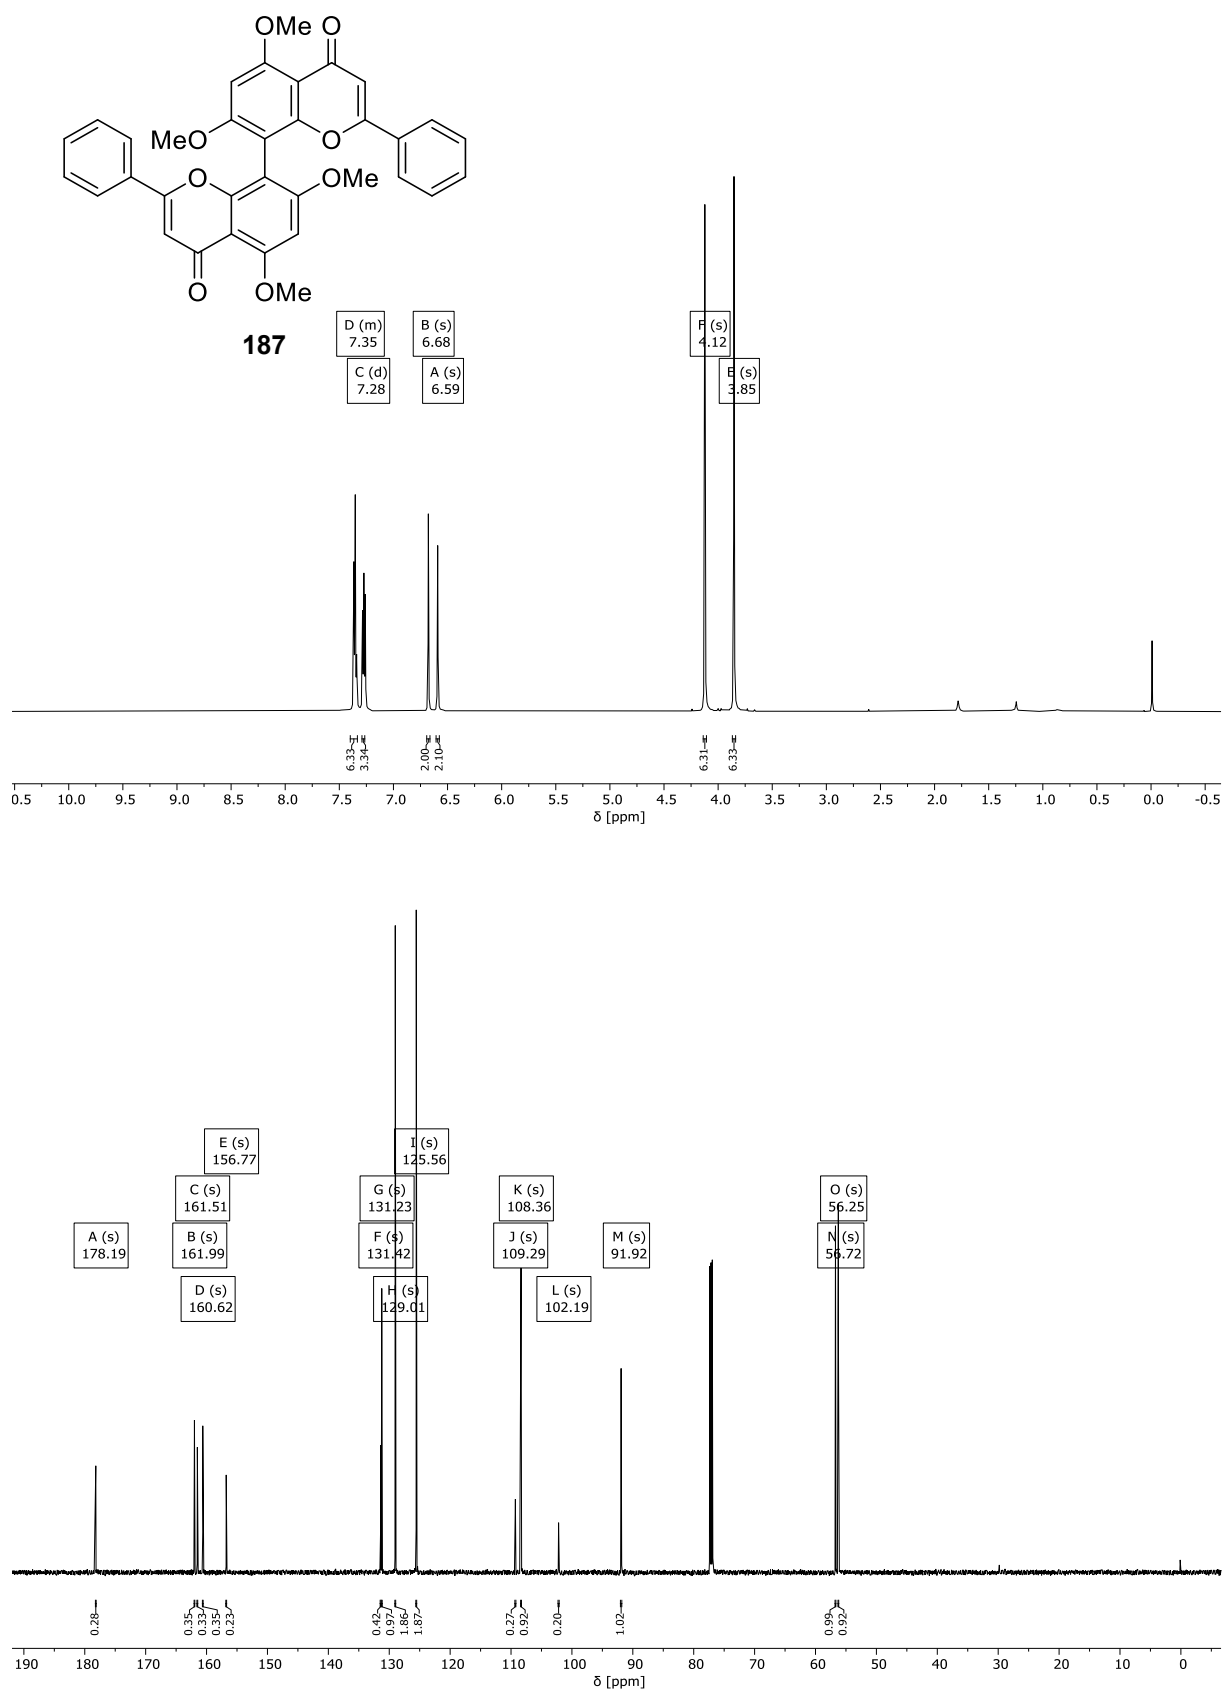 OMe O
MeO O
O OMe
O OMe
187
D (m)
7.35
B (s)
6.68
F (s)
4.12
C (d)
7.28
A (s)
6.59
E (s)
3.85
6.33
3.34
2.00
2.10
6.31
6.33
0.5 10.0 9.5 9.0 8.5 8.0 7.5 7.0 6.5 6.0 5.5 5.0 4.5 4.0 3.5 3.0 2.5 2.0 1.5 1.0 0.5 0.0 -0.5
δ [ppm]
E (s)
156.77
I (s)
125.56
C (s)
161.51
G (s)
131.23
K (s)
108.36
O (s)
56.25
A (s)
178.19
B (s)
161.99
F (s)
131.42
J (s)
109.29
M (s)
91.92
N (s)
56.72
D (s)
160.62
H (s)
129.01
L (s)
102.19
0.28
0.35
0.33
0.35
0.23
0.42
0.97
1.86
1.87
0.27
0.92
0.20
1.02
0.99
0.92
190 180 170 160 150 140 130 120 110 100 90 80 70 60 50 40 30 20 10 0
δ [ppm]